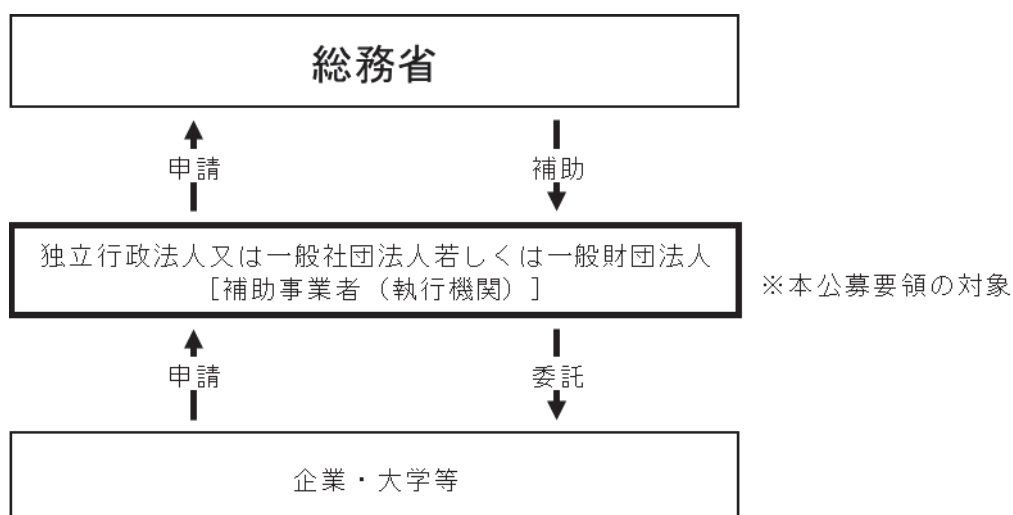 総務省
申請
補助
独立行政法人又は一般社団法人若しくは一般財団法人
［補助事業者（執行機関）］
※本公募要領の対象
申請
委託
企業・大学等